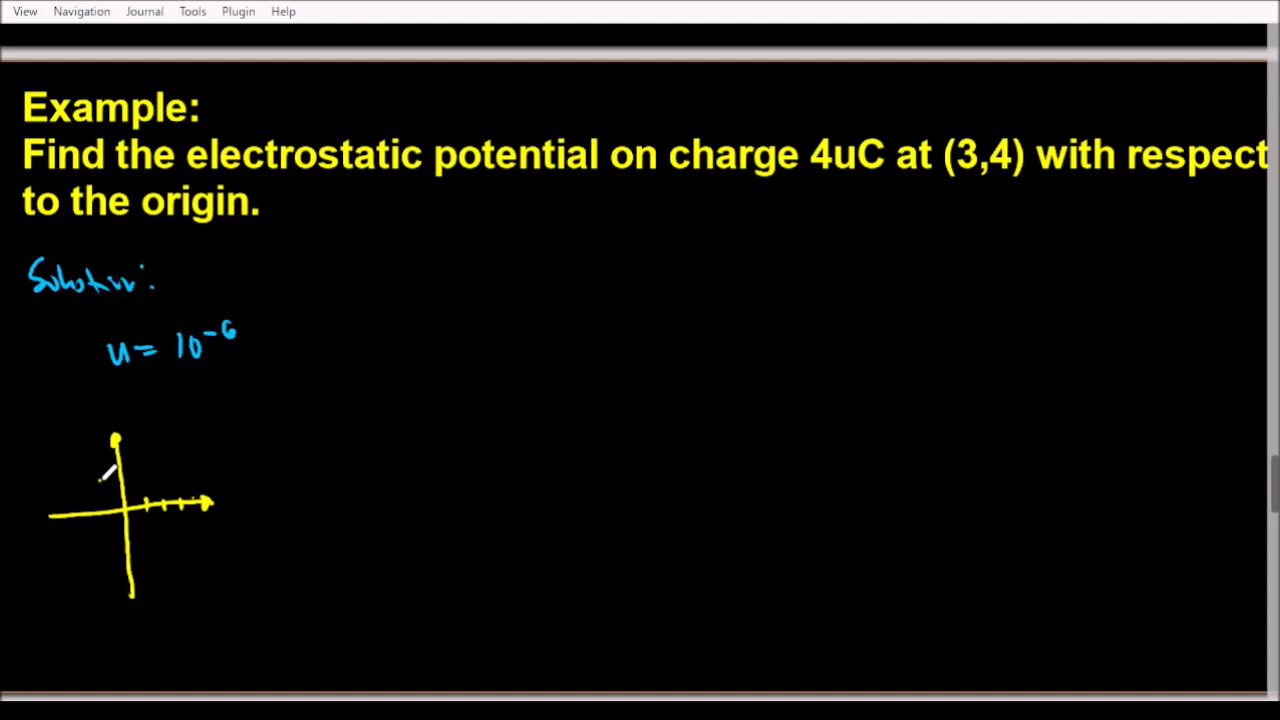 View Navigation Journal Tools Plugin Help
Example:
Find the electrostatic potential on charge 4uC at (3,4) with respect
to the origin.
Solution:
u = 10^-6